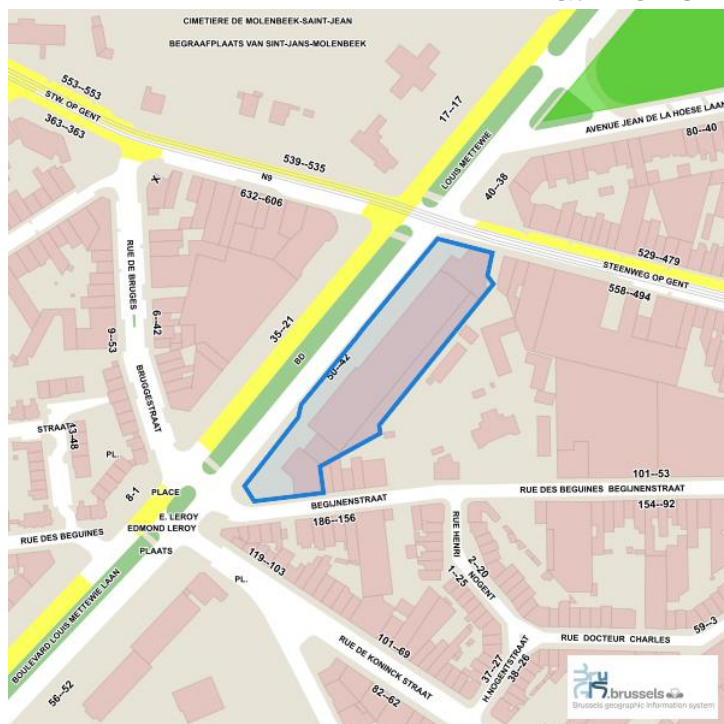 CIMETIERE DE MOLENBEEK-SAINT-JEAN
BEGRAAFPLAATS VAN SINT-JANS-MOLENBEEK
553--553
STW. OP GENT
363--363
17--17
AVENUE JEAN DE LA HOESE LAAN
80--40
LOUIS METTEWIE
539--535
N9
40--38
632--606
529--479
STEENWEG OP GENT
558--494
RUE DE BRUGES
6--42
9--53
35--21
BD
50--42
BRUGGESTRAAT
STRAAT
43-48
PL.
8-1
PLACE
E. LEROY
EDMOND LEROY
PLAATS
RUE DES BEGUINES
BEGIJNENSTRAAT
186--156
101--53
RUE DES BEGUINES BEGIJNENSTRAAT
154--92
119--103
PL.
RUE HENRI
NOGENT
2--20
1--25
BOULEVARD LOUIS METTEWIE LAAN
56--52
101--69
RUE DE KONINCK STRAAT
82--62
37--27
H.NOGENTSTRAAT
38--26
RUE DOCTEUR CHARLES
59--3
.brussels
Brussels geographic information system